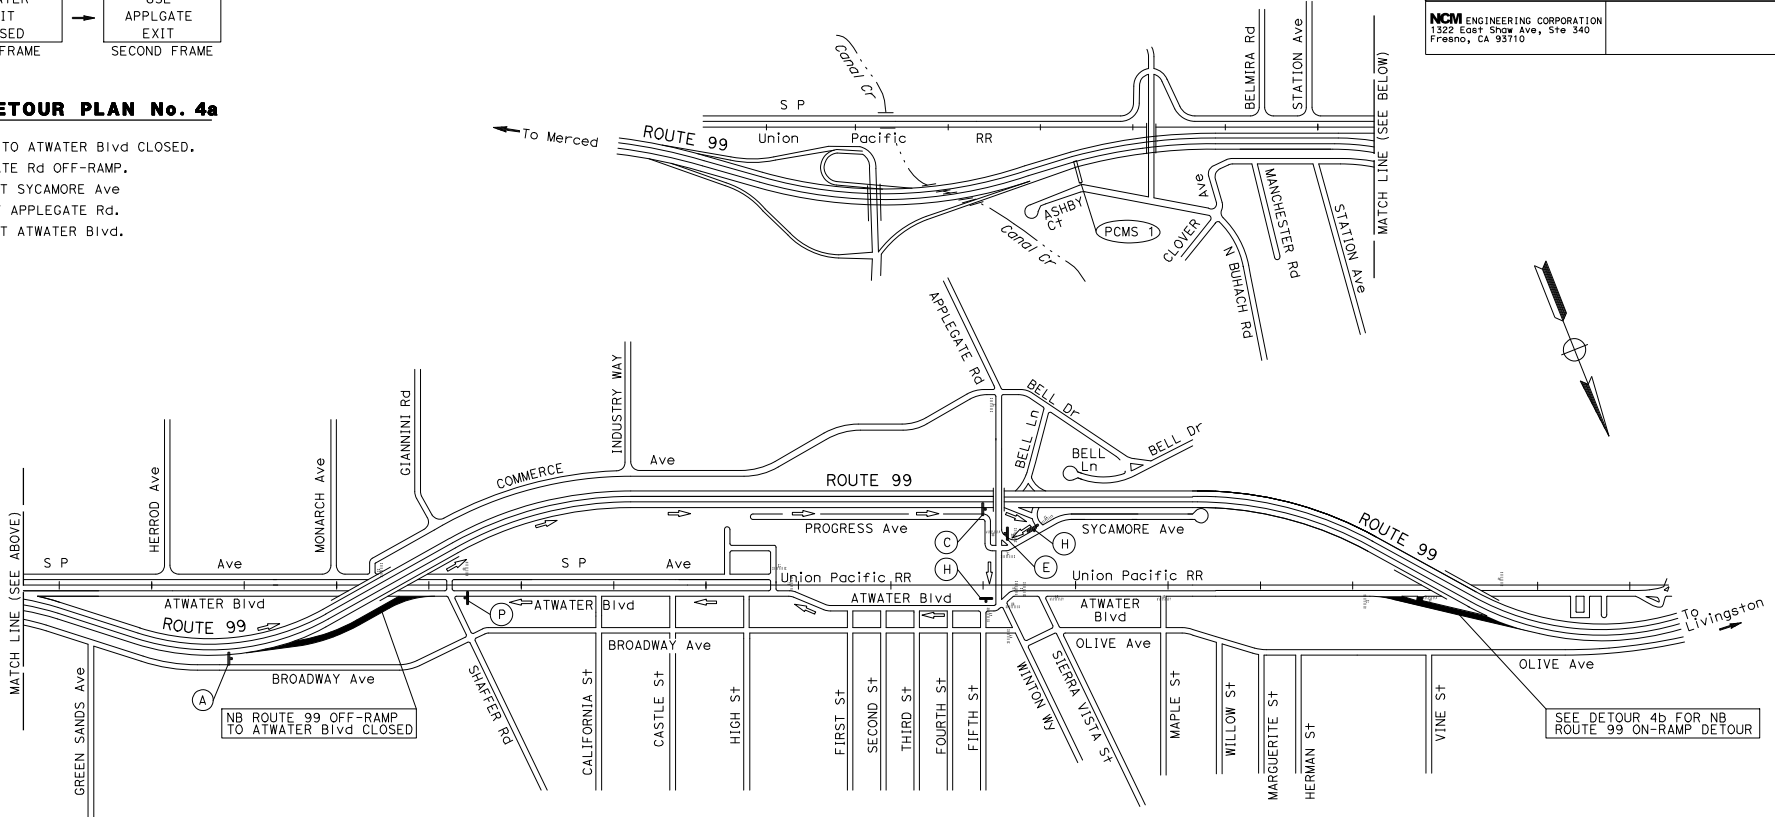 USE
APPLGATE
EXIT
SECOND FRAME
FRAME
ETOUR PLAN No. 4a
TO ATWATER Blvd CLOSED.
TE Rd OFF-RAMP.
T SYCAMORE Ave
APPLEGATE Rd.
T ATWATER Blvd.
NCM ENGINEERING CORPORATION
1322 East Shaw Ave, Ste 340
Fresno, CA 93710
Canal Cr
S P
To Merced
ROUTE 99
Union Pacific RR
BELMIRA Rd
STATION Ave
MATCH LINE (SEE BELOW)
ASHBY
Ct
PCMS 1
Canal Cr
CLOVER
Ave
N BUHACH Rd
MANCHESTER Rd
STATION Ave
APPLEGATE Rd
BELL Dr
BELL Ln
BELL
Ln
BELL Dr
MATCH LINE (SEE ABOVE)
HERROD Ave
MONARCH Ave
GIANNINI Rd
INDUSTRY WAY
COMMERCE
Ave
ROUTE 99
PROGRESS Ave
SYCAMORE Ave
ROUTE 99
C
H
H
E
S P
Ave
S P
Ave
Union Pacific RR
Union Pacific RR
ATWATER Blvd
P
ATWATER Blvd
ATWATER Blvd
ATWATER
Blvd
ROUTE 99
To
Livingston
BROADWAY Ave
BROADWAY Ave
OLIVE Ave
OLIVE Ave
A
NB ROUTE 99 OFF-RAMP
TO ATWATER Blvd CLOSED
GREEN SANDS Ave
SHAFFER Rd
CALIFORNIA St
CASTLE St
HIGH St
FIRST St
SECOND St
THIRD St
FOURTH St
FIFTH St
WINTON Wy
SIERRA VISTA St
MAPLE St
WILLOW St
MARGUERITE St
HERMAN St
VINE St
SEE DETOUR 4b FOR NB
ROUTE 99 ON-RAMP DETOUR